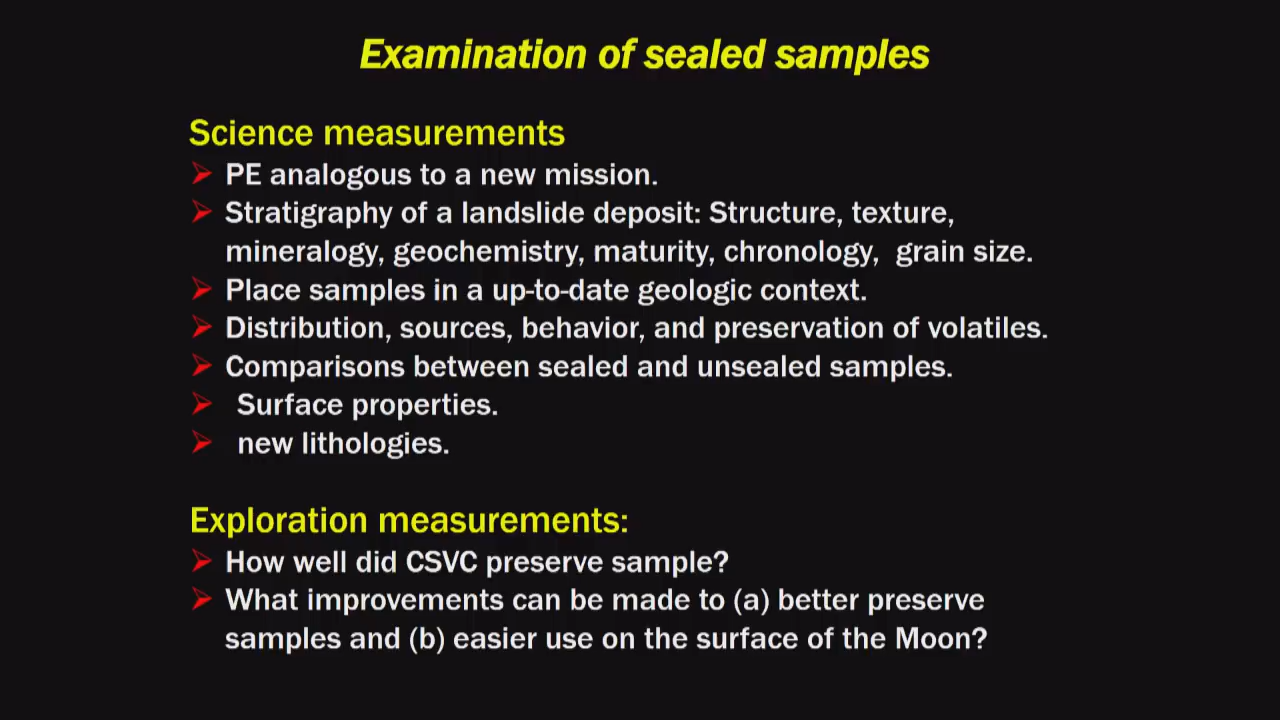 Examination of sealed samples
Science measurements
PE analogous to a new mission.
Stratigraphy of a landslide deposit: Structure, texture,
mineralogy, geochemistry, maturity, chronology,  grain size.
Place samples in a up-to-date geologic context.
Distribution, sources, behavior, and preservation of volatiles.
Comparisons between sealed and unsealed samples.
Surface properties.
new lithologies.
Exploration measurements:
How well did CSVC preserve sample?
What improvements can be made to (a) better preserve
samples and (b) easier use on the surface of the Moon?